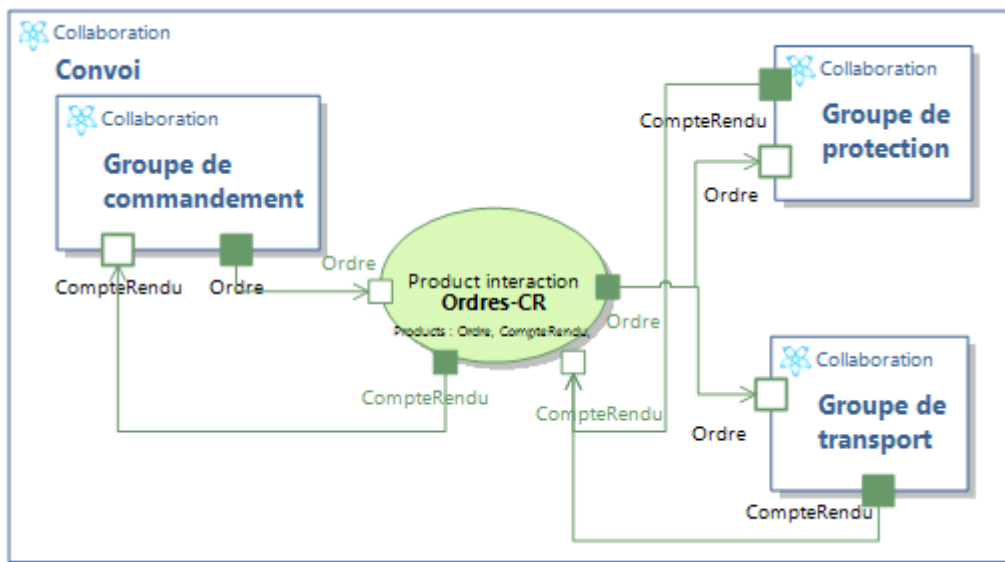 Collaboration
Convoi
Collaboration
Groupe de
commandement
CompteRendu
Ordre
Ordre
Product interaction
Ordres-CR
Products : Ordre, CompteRendu,
Ordre
CompteRendu
CompteRendu
Collaboration
Groupe de
protection
CompteRendu
Ordre
Collaboration
Groupe de
transport
Ordre
CompteRendu